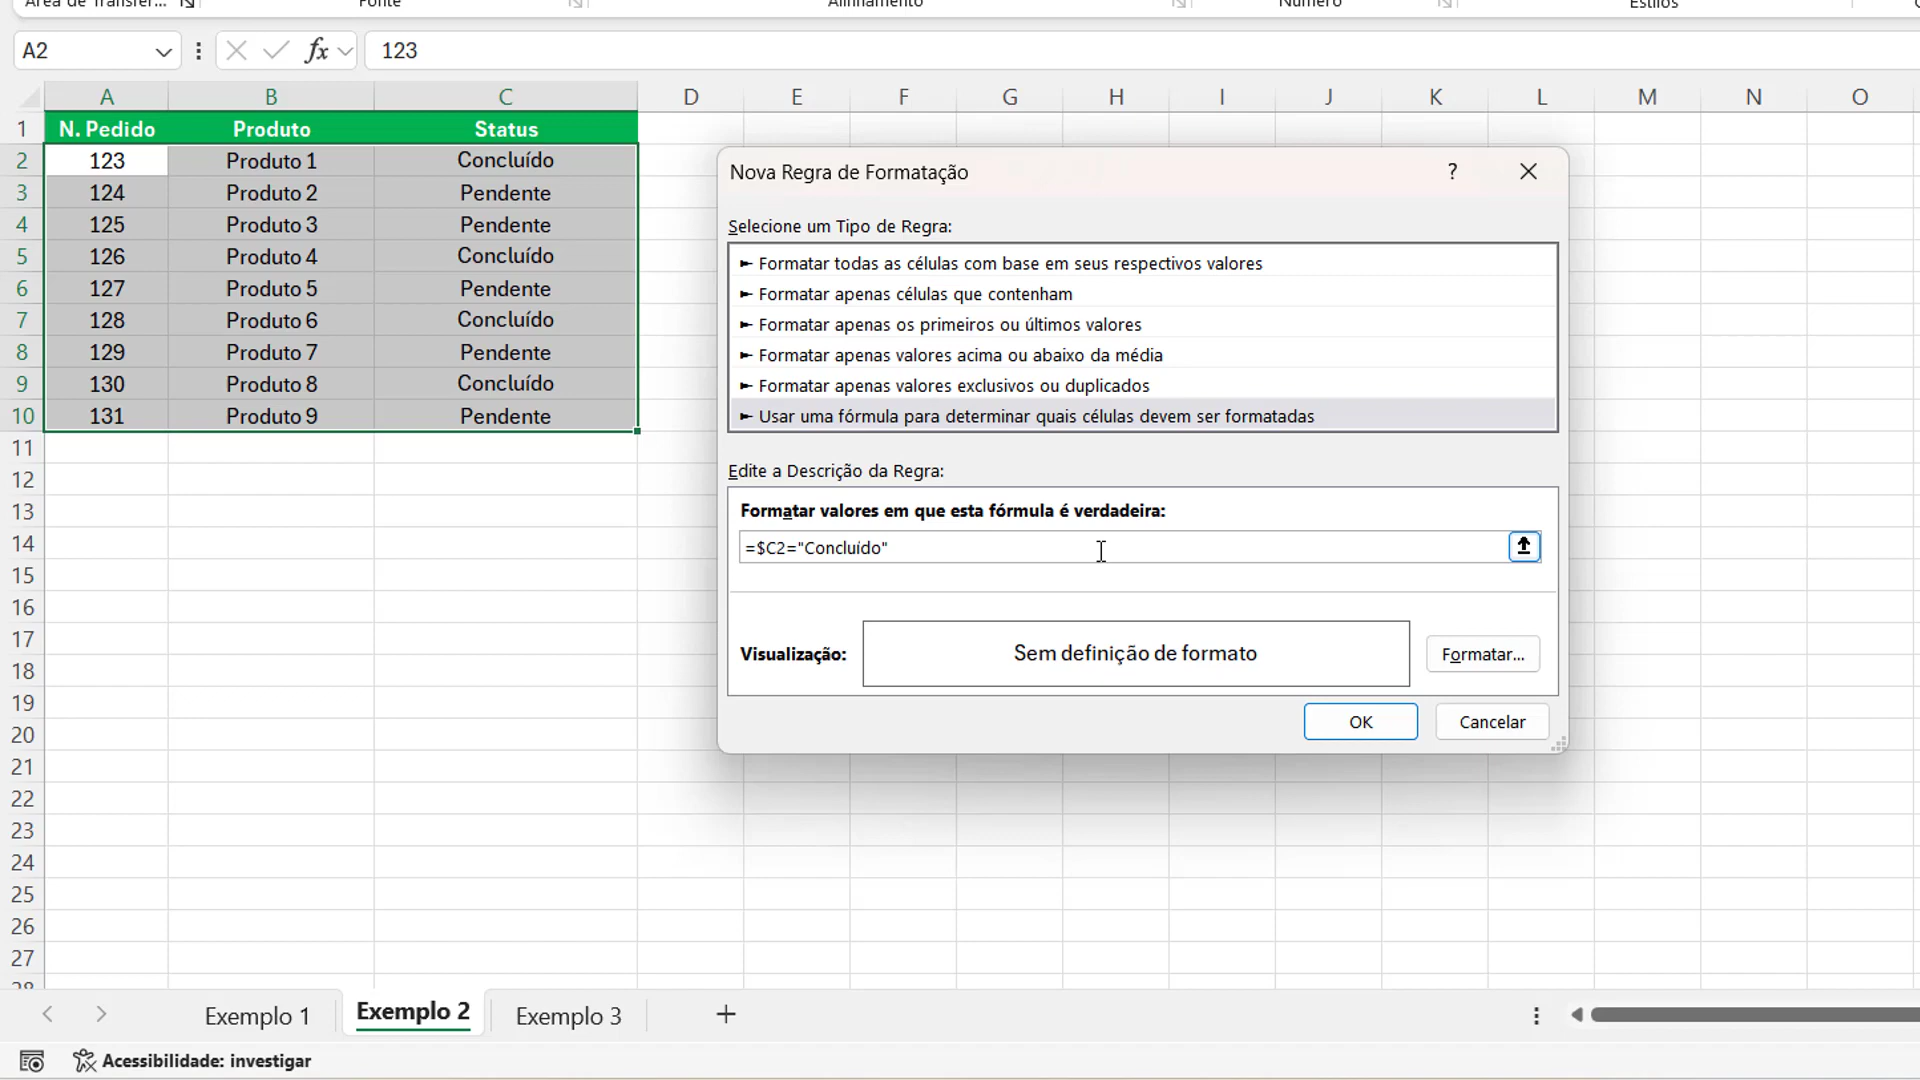 Área de Transfer... Fonte Alinhamento Número Estilos
A2 fx 123
A B C D E F G H I J K L M N O
1 N. Pedido Produto Status
2 123 Produto 1 Concluído
3 124 Produto 2 Pendente
4 125 Produto 3 Pendente
5 126 Produto 4 Concluído
6 127 Produto 5 Pendente
7 128 Produto 6 Concluído
8 129 Produto 7 Pendente
9 130 Produto 8 Concluído
10 131 Produto 9 Pendente
11
12
13
14
15
16
17
18
19
20
21
22
23
24
25
26
27
28
Nova Regra de Formatação ?
Selecione um Tipo de Regra:
► Formatar todas as células com base em seus respectivos valores
► Formatar apenas células que contenham
► Formatar apenas os primeiros ou últimos valores
► Formatar apenas valores acima ou abaixo da média
► Formatar apenas valores exclusivos ou duplicados
► Usar uma fórmula para determinar quais células devem ser formatadas
Edite a Descrição da Regra:
Formatar valores em que esta fórmula é verdadeira:
=$C2="Concluído"
Visualização: Sem definição de formato Formatar...
OK Cancelar
Exemplo 1 Exemplo 2 Exemplo 3 +
Acessibilidade: investigar